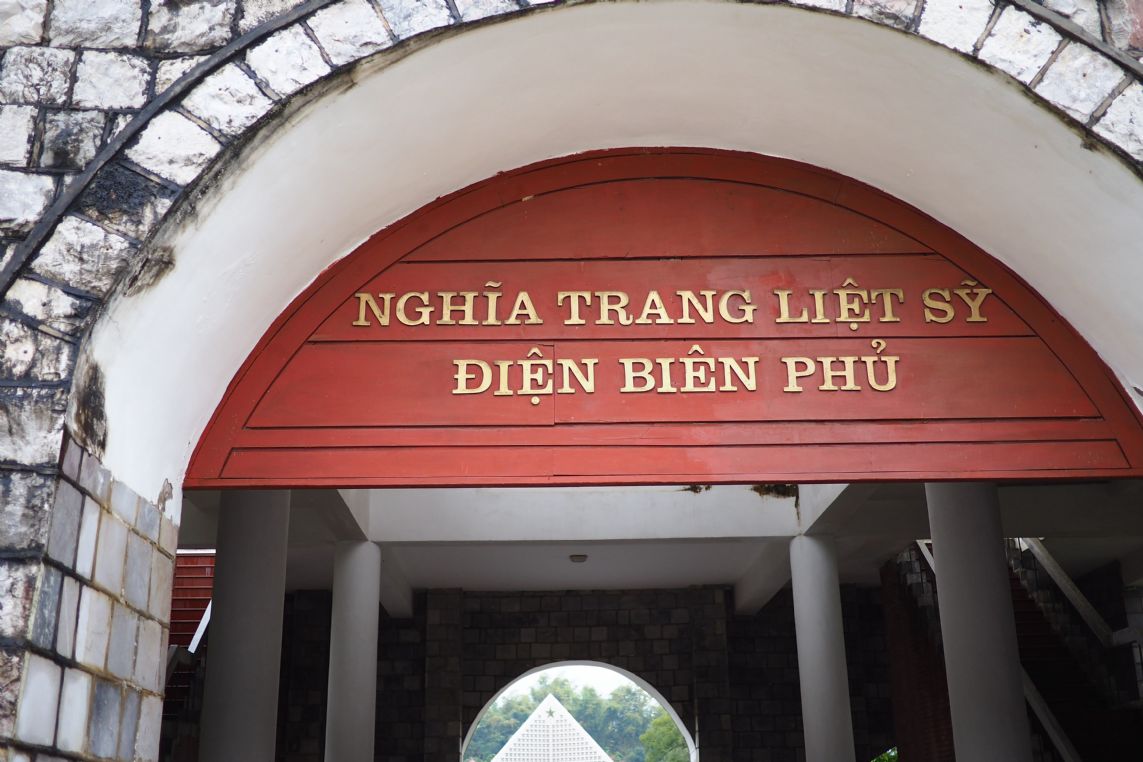 NGHĨA TRANG LIỆT SỸ
ĐIỆN BIÊN PHỦ